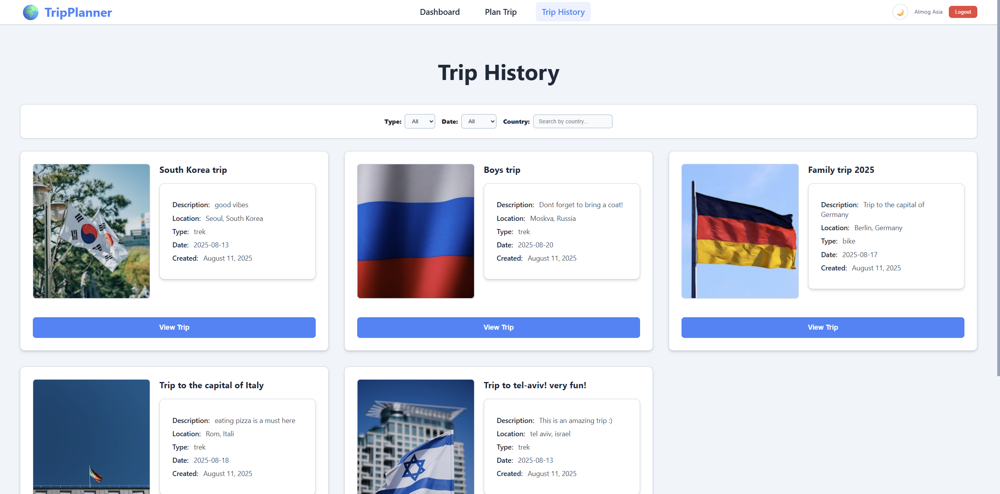 TripPlanner
Dashboard
Plan Trip
Trip History
Almog Asia
Logout
Trip History
Type: All
Date: All
Country: Search by country...
South Korea trip
Description: good vibes
Location: Seoul, South Korea
Type: trek
Date: 2025-08-13
Created: August 11, 2025
View Trip
Boys trip
Description: Dont forget to bring a coat!
Location: Moskva, Russia
Type: trek
Date: 2025-08-20
Created: August 11, 2025
View Trip
Family trip 2025
Description: Trip to the capital of
Germany
Location: Berlin, Germany
Type: bike
Date: 2025-08-17
Created: August 11, 2025
View Trip
Trip to the capital of Italy
Description: eating pizza is a must here
Location: Rom, Itali
Type: trek
Date: 2025-08-18
Created: August 11, 2025
Trip to tel-aviv! very fun!
Description: This is an amazing trip :)
Location: tel aviv, israel
Type: trek
Date: 2025-08-13
Created: August 11, 2025